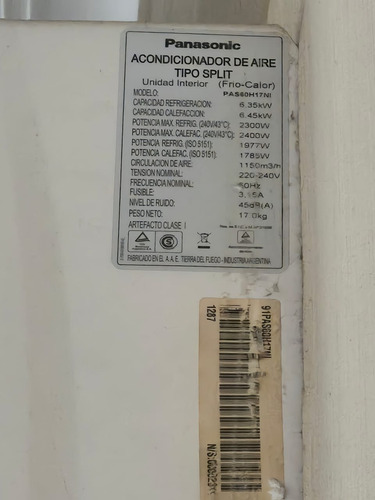 Panasonic
ACONDICIONADOR DE AIRE
TIPO SPLIT
Unidad Interior (Frio-Calor)
MODELO: PAS60H17NI
CAPACIDAD REFRIGERACION: 6.35kW
CAPACIDAD CALEFACCION: 6.45kW
POTENCIA MAX. REFRIG. (240V/43°C): 2300W
POTENCIA MAX. CALEFAC. (240V/43°C): 2400W
POTENCIA REFRIG. (ISO 5151): 1977W
POTENCIA CALEFAC. (ISO 5151): 1785W
CIRCULACION DE AIRE: 1150m3/h
TENSION NOMINAL: 220-240V
FRECUENCIA NOMINAL: 50Hz
FUSIBLE: 3.15A
NIVEL DE RUIDO: 45dB(A)
PESO NETO: 17.0kg
ARTEFACTO CLASE I
FABRICADO EN EL A.A.E. TIERRA DEL FUEGO - INDUSTRIA ARGENTINA
91PAS60H17NI
1287